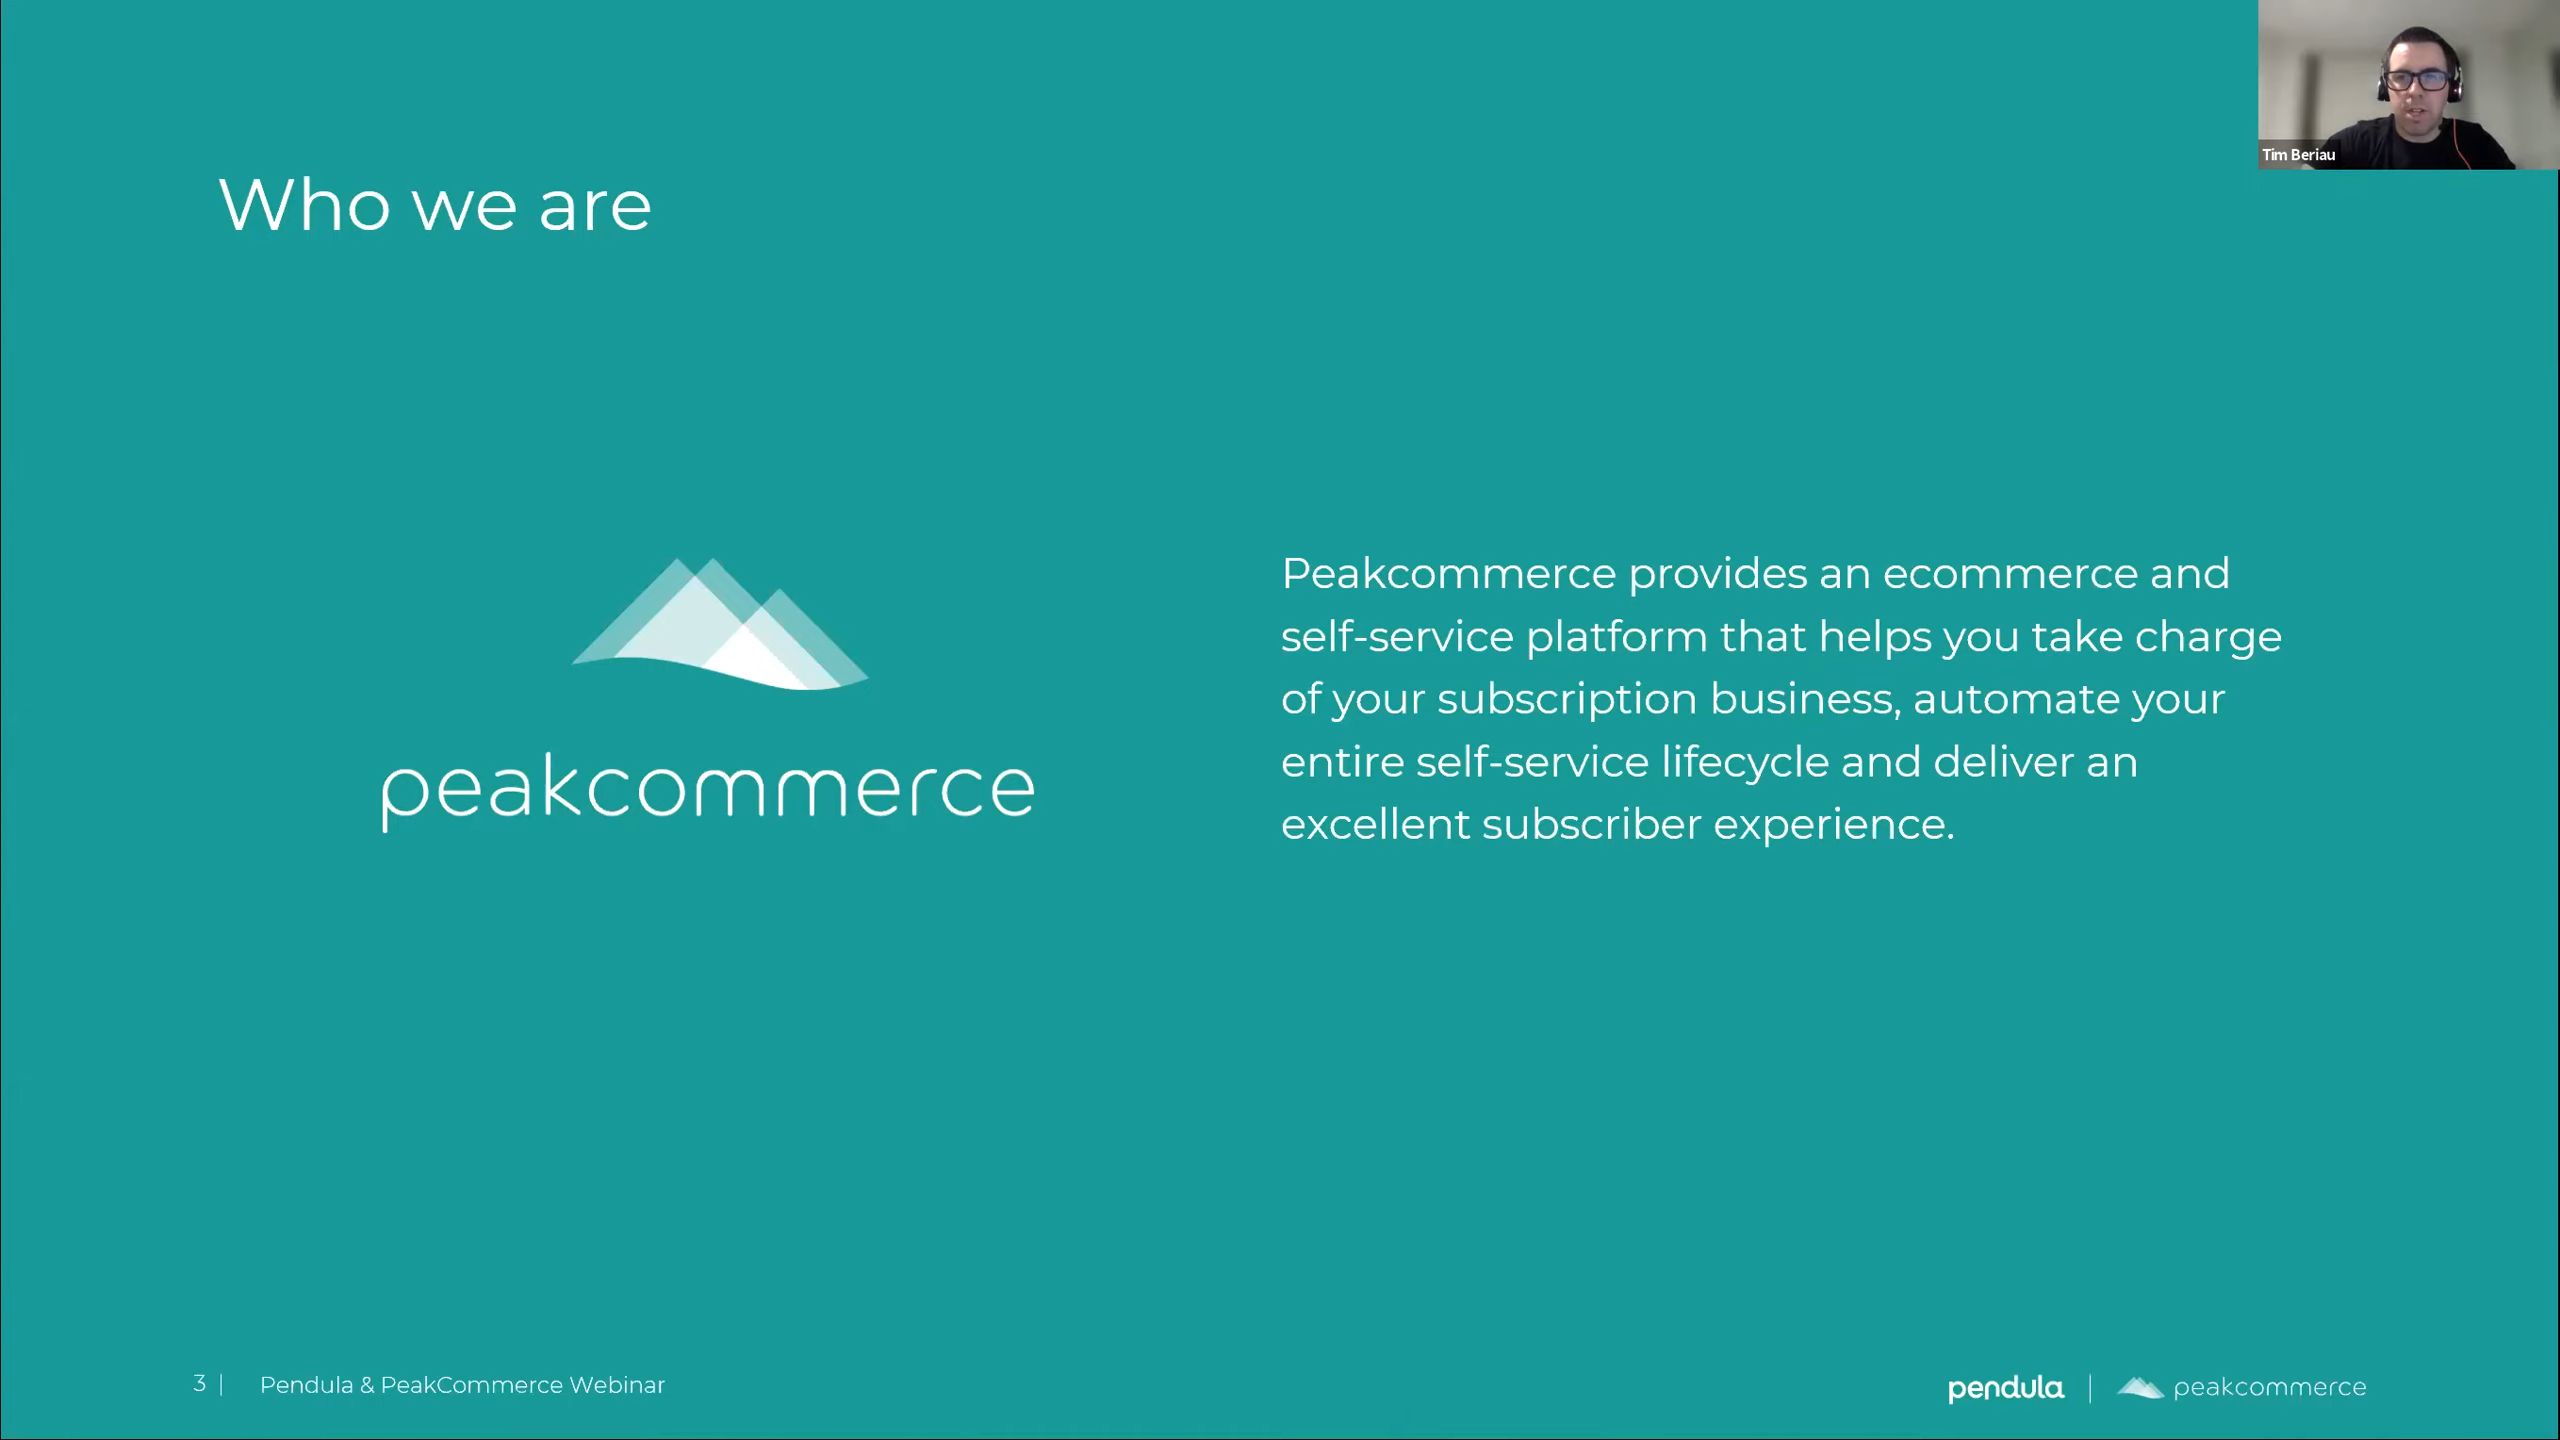 Tim Beriau
Who we are
peakcommerce
Peakcommerce provides an ecommerce and
self-service platform that helps you take charge
of your subscription business, automate your
entire self-service lifecycle and deliver an
excellent subscriber experience.
3 | Pendula & PeakCommerce Webinar
pendula | peakcommerce